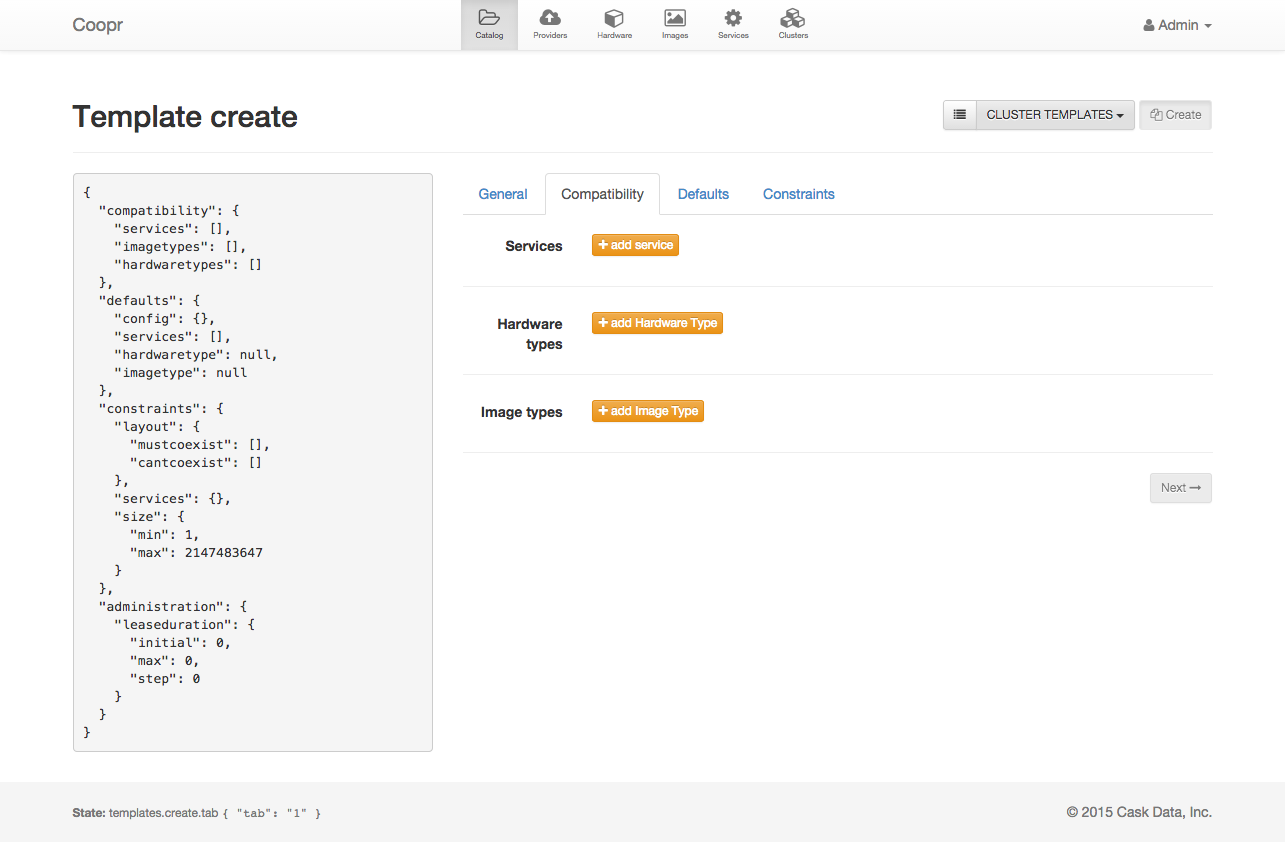 Coopr
Catalog
Providers
Hardware
Images
Services
Clusters
Admin
Template create
CLUSTER TEMPLATES
Create
{
  "compatibility": {
    "services": [],
    "imagetypes": [],
    "hardwaretypes": []
  },
  "defaults": {
    "config": {},
    "services": [],
    "hardwaretype": null,
    "imagetype": null
  },
  "constraints": {
    "layout": {
      "mustcoexist": [],
      "cantcoexist": []
    },
    "services": {},
    "size": {
      "min": 1,
      "max": 2147483647
    }
  },
  "administration": {
    "leaseduration": {
      "initial": 0,
      "max": 0,
      "step": 0
    }
  }
}
General
Compatibility
Defaults
Constraints
Services
+ add service
Hardware
types
+ add Hardware Type
Image types
+ add Image Type
Next →
State: templates.create.tab { "tab": "1" }
© 2015 Cask Data, Inc.